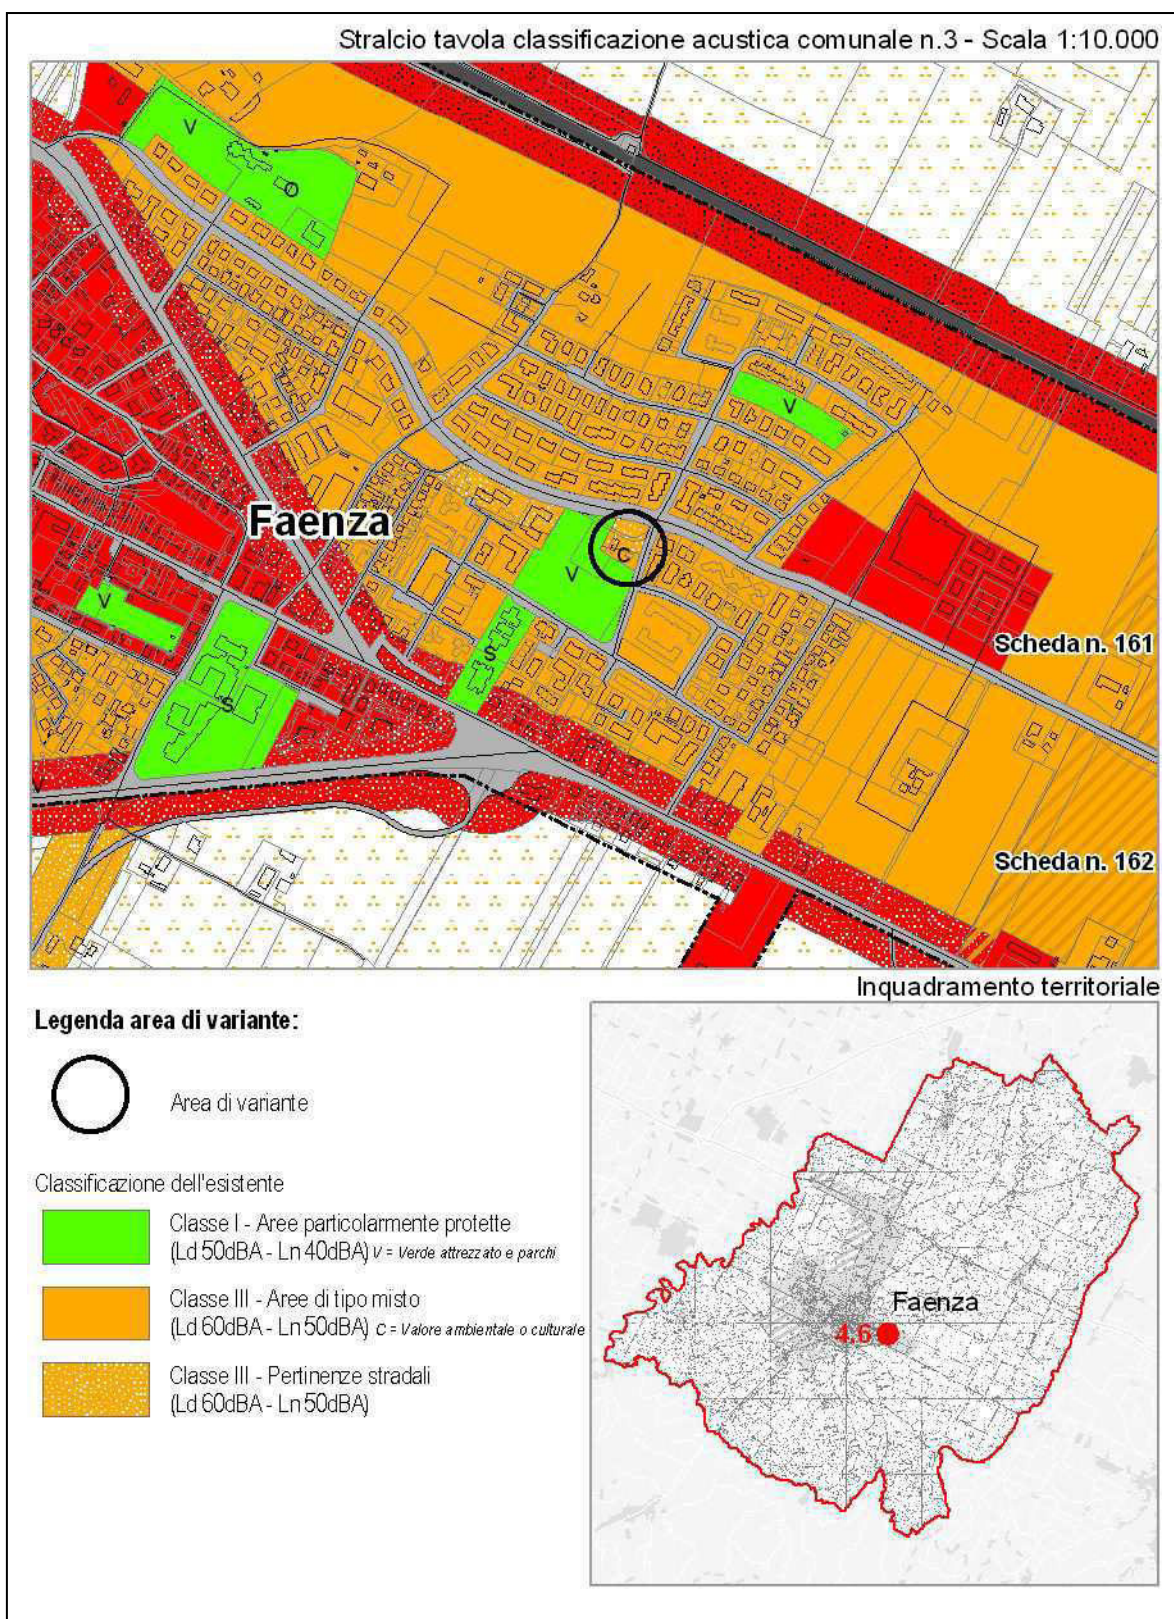 Stralcio tavola classificazione acustica comunale n.3 - Scala 1:10.000
V
O
V
Faenza
C
V
V
S
S
V
Scheda n. 161
Scheda n. 162
Inquadramento territoriale
Legenda area di variante:
Area di variante
Classificazione dell'esistente
Classe I - Aree particolarmente protette
(Ld 50dBA - Ln 40dBA) V = Verde attrezzato e parchi
Classe III - Aree di tipo misto
(Ld 60dBA - Ln 50dBA) C = Valore ambientale o culturale
Classe III - Pertinenze stradali
(Ld 60dBA - Ln 50dBA)
Faenza
4.6